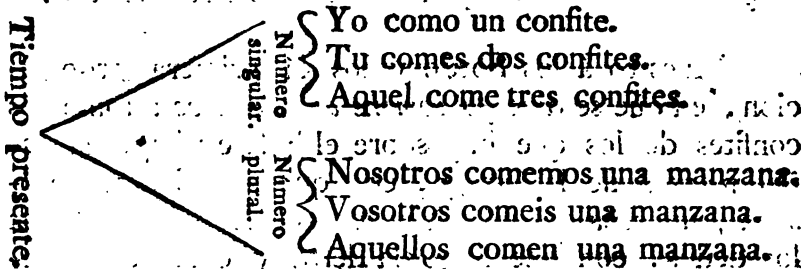 Tiempo presente.
Número singular.
Yo como un confite.
Tu comes dos confites.
Aquel come tres confites.
Número plural.
Nosotros comemos una manzana.
Vosotros comeis una manzana.
Aquellos comen una manzana.